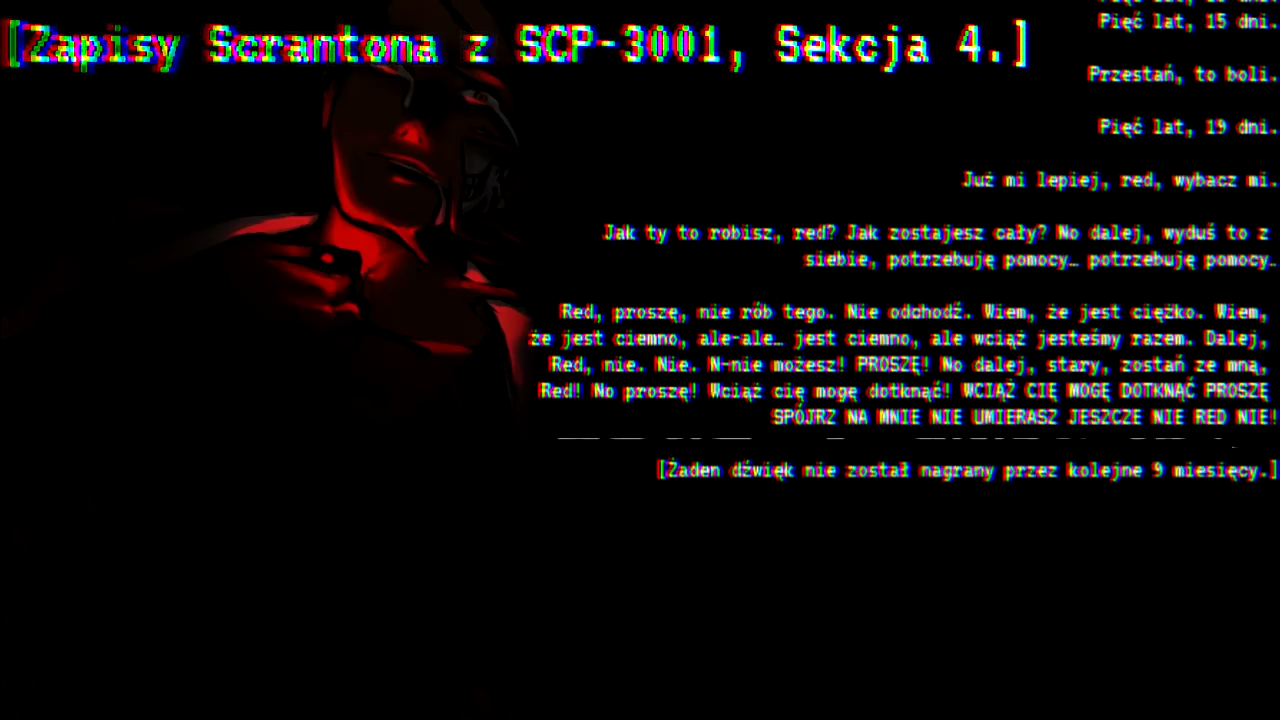 [Zapisy Scrantona z SCP-3001, Sekcja 4.]
Pięć lat, 15 dni.
Przestań, to boli.
Pięć lat, 19 dni.
Już mi lepiej, red, wybacz mi.
Jak ty to robisz, red? Jak zostajesz cały? No dalej, wyduś to z
siebie, potrzebuję pomocy… potrzebuję pomocy…
Red, proszę, nie rób tego. Nie odchodź. Wiem, że jest ciężko. Wiem,
że jest ciemno, ale-ale… jest ciemno, ale wciąż jesteśmy razem. Dalej,
Red, nie. Nie. N-nie możesz! PROSZĘ! No dalej, stary, zostań ze mną,
Red! No proszę! Wciąż cię mogę dotknąć! WCIĄŻ CIĘ MOGĘ DOTKNĄĆ PROSZĘ
SPÓJRZ NA MNIE NIE UMIERASZ JESZCZE NIE RED NIE!
[Żaden dźwięk nie został nagrany przez kolejne 9 miesięcy.]